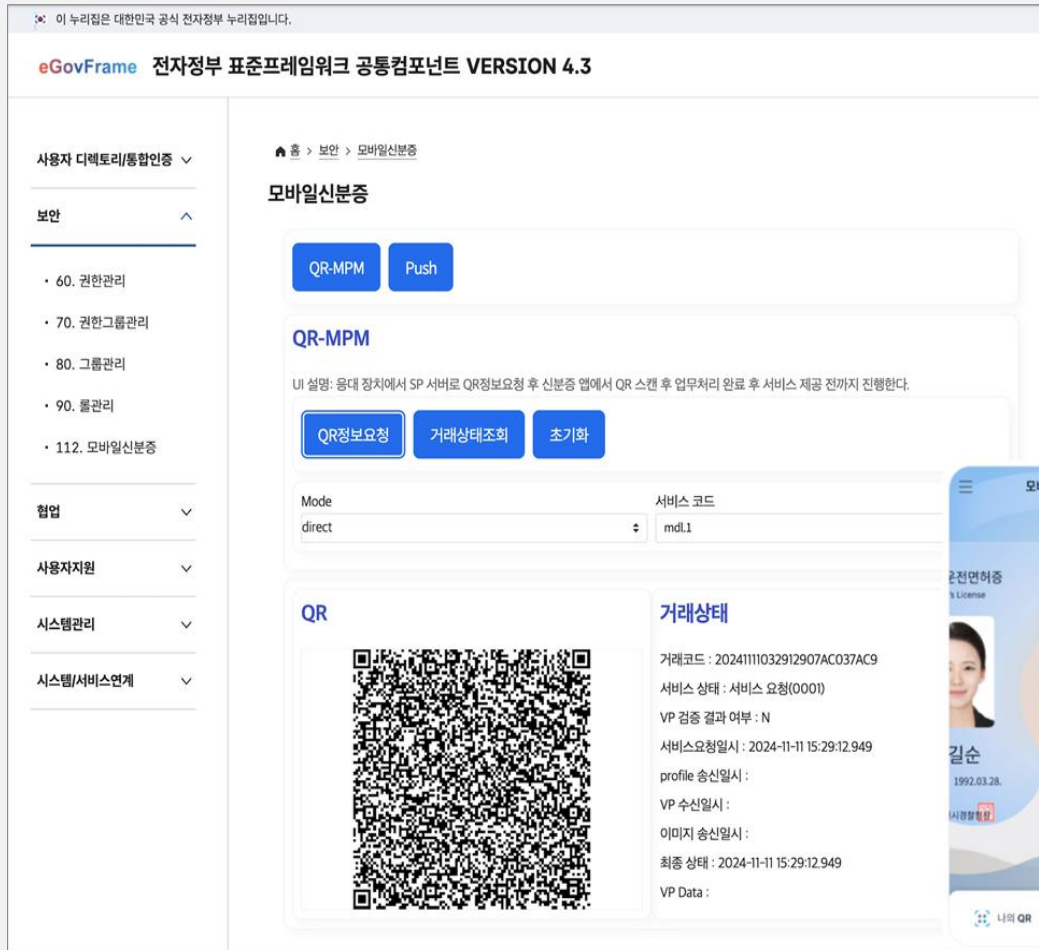 이 누리집은 대한민국 공식 전자정부 누리집입니다.
eGovFrame 전자정부 표준프레임워크 공통컴포넌트 VERSION 4.3
사용자 디렉토리/통합인증
보안
• 60. 권한관리
• 70. 권한그룹관리
• 80. 그룹관리
• 90. 롤관리
• 112. 모바일신분증
협업
사용자지원
시스템관리
시스템/서비스연계
홈 > 보안 > 모바일신분증
모바일신분증
QR-MPM Push
QR-MPM
UI 설명: 응대 장치에서 SP 서버로 QR정보요청 후 신분증 앱에서 QR 스캔 후 업무처리 완료 후 서비스 제공 전까지 진행한다.
QR정보요청 거래상태조회 초기화
Mode 서비스 코드
direct mdl.1
QR
거래상태
거래코드 : 20241111032912907AC037AC9
서비스 상태 : 서비스 요청(0001)
VP 검증 결과 여부 : N
서비스요청일시 : 2024-11-11 15:29:12.949
profile 송신일시 :
VP 수신일시 :
이미지 송신일시 :
최종 상태 : 2024-11-11 15:29:12.949
VP Data :
운전면허증
's License
길순
1992.03.28.
나의 QR